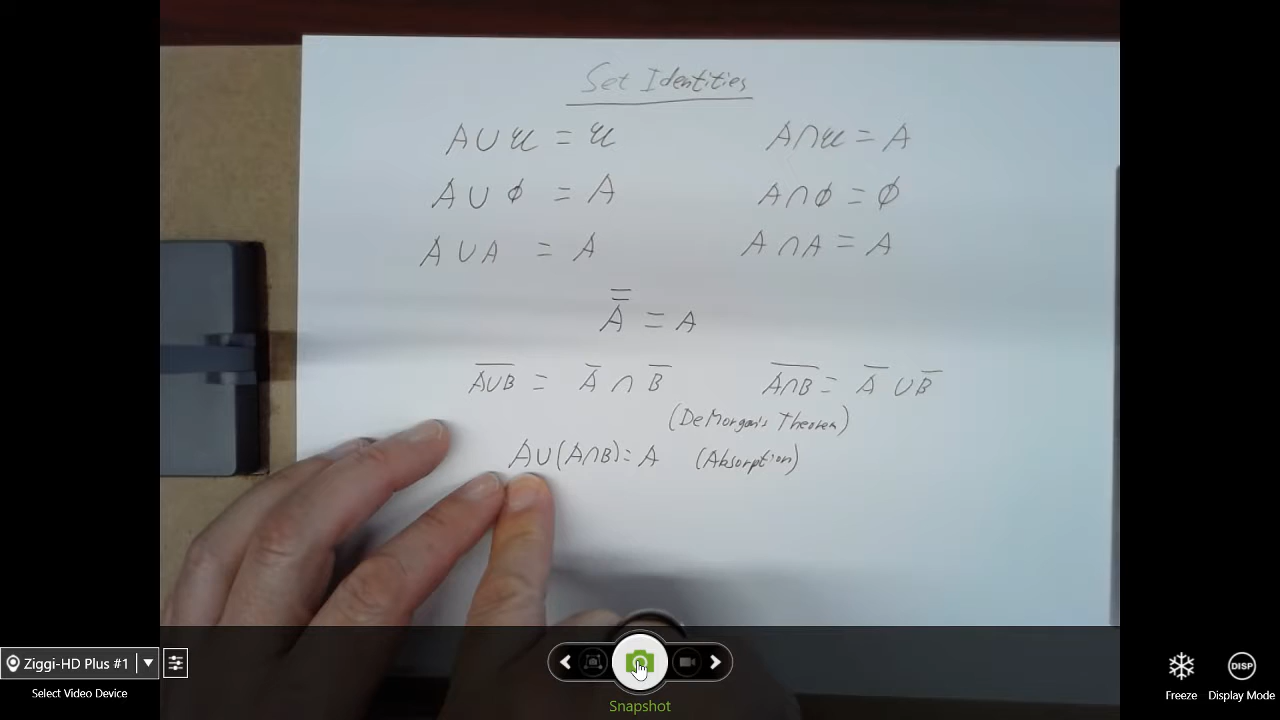 Set Identities
A∪𝒰 = 𝒰 A∩𝒰 = A
A∪ϕ = A A∩ϕ = ϕ
A∪A = A A∩A = A
A̿ = A
A̅∪̅B̅ = A̅ ∩ B̅ A̅∩̅B̅ = A̅ ∪ B̅
(DeMorgan's Theorem)
A∪(A∩B) = A (Absorption)
Ziggi-HD Plus #1
Select Video Device
Snapshot
Freeze
DISP
Display Mode